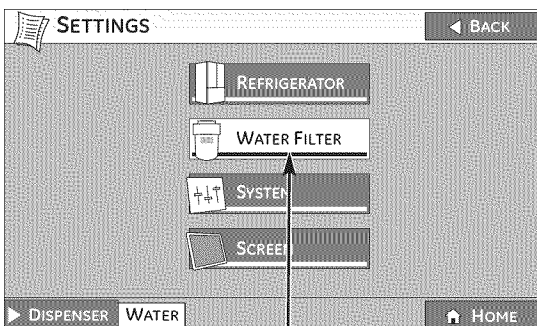 SETTINGS
BACK
REFRIGERATOR
WATER FILTER
SYSTEM
SCREEN
DISPENSER WATER
HOME